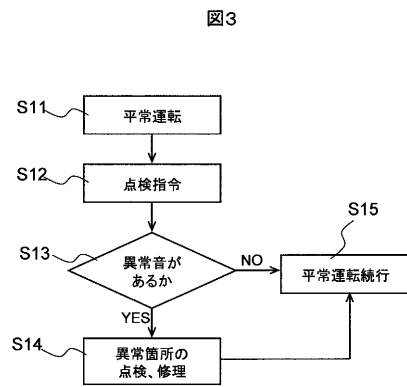 図3
S11
平常運転
S12
点検指令
S13
異常音が
あるか
NO
S15
平常運転続行
YES
S14
異常箇所の
点検、修理